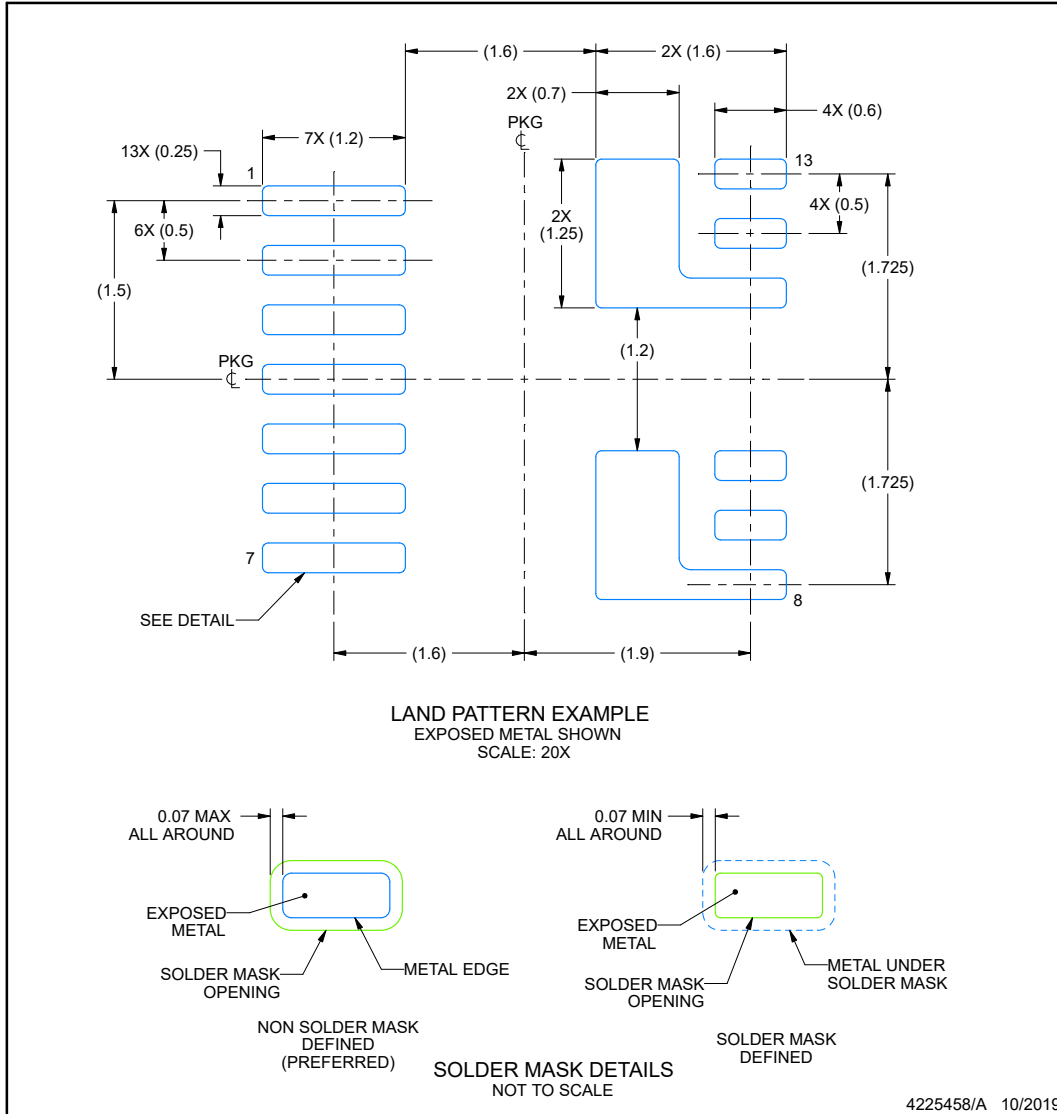 (1.6)
2X (1.6)
2X (0.7)
4X (0.6)
PKG
℄
7X (1.2)
13X (0.25)
1
13
6X (0.5)
2X
(1.25)
4X (0.5)
(1.5)
(1.725)
(1.2)
PKG
℄
(1.725)
7
8
SEE DETAIL
(1.6)
(1.9)
LAND PATTERN EXAMPLE
EXPOSED METAL SHOWN
SCALE: 20X
0.07 MAX
ALL AROUND
0.07 MIN
ALL AROUND
EXPOSED
METAL
EXPOSED
METAL
SOLDER MASK
OPENING
METAL EDGE
SOLDER MASK
OPENING
METAL UNDER
SOLDER MASK
NON SOLDER MASK
DEFINED
(PREFERRED)
SOLDER MASK
DEFINED
SOLDER MASK DETAILS
NOT TO SCALE
4225458/A 10/2019